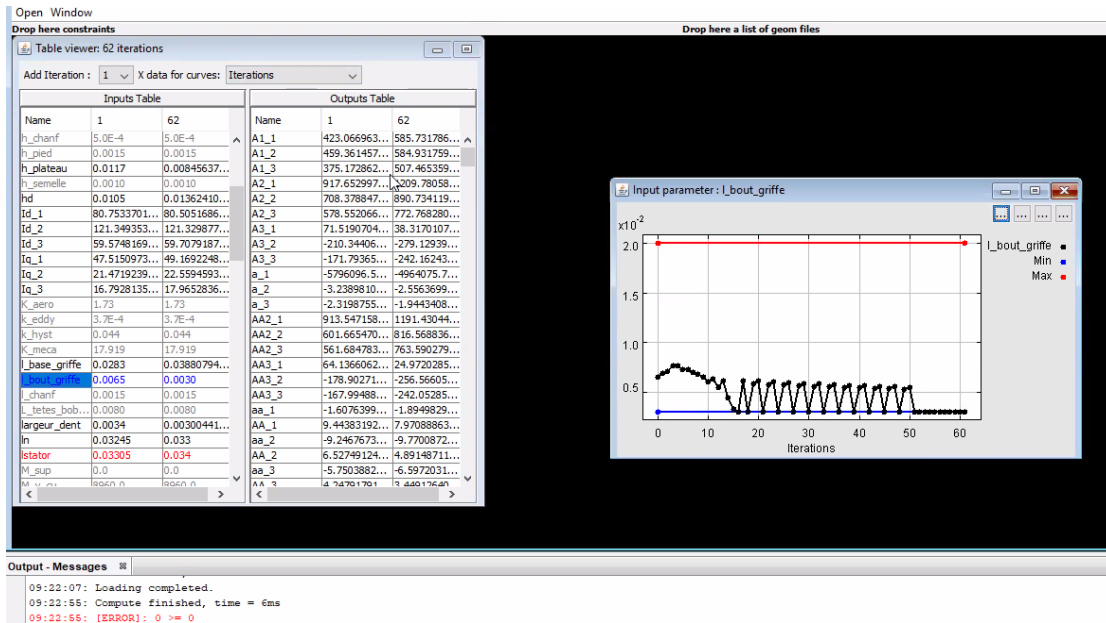 Open Window
Drop here constraints
Drop here a list of geom files
Table viewer: 62 iterations
Add Iteration : 1 X data for curves: Iterations
Inputs Table
Name 1 62
h_chanf 5.0E-4 5.0E-4
h_pied 0.0015 0.0015
h_plateau 0.0117 0.00845637...
h_semelle 0.0010 0.0010
hd 0.0105 0.01362410...
Id_1 80.7533701... 80.5051686...
Id_2 121.349353... 121.329877...
Id_3 59.5748169... 59.7079187...
Iq_1 47.5150973... 49.1692248...
Iq_2 21.4719239... 22.5594593...
Iq_3 16.7928135... 17.9652836...
K_aero 1.73 1.73
k_eddy 3.7E-4 3.7E-4
k_hyst 0.044 0.044
K_meca 17.919 17.919
l_base_griffe 0.0283 0.03880794...
l_bout_griffe 0.0065 0.0030
l_chanf 0.0015 0.0015
L_tetes_bob... 0.0080 0.0080
largeur_dent 0.0034 0.00300441...
ln 0.03245 0.033
lstator 0.03305 0.034
M_sup 0.0 0.0
M_v_cu 8960.0 8960.0
Outputs Table
Name 1 62
A1_1 423.066963... 585.731786...
A1_2 459.361457... 584.931759...
A1_3 375.172862... 507.465359...
A2_1 917.652997... 1209.78058...
A2_2 708.378847... 890.734119...
A2_3 578.552066... 772.768280...
A3_1 71.5190704... 38.3170107...
A3_2 -210.34406... -279.12939...
A3_3 -171.79365... -242.16243...
a_1 -5796096.5... -4964075.7...
a_2 -3.2389810... -2.5563699...
a_3 -2.3198755... -1.9443408...
AA2_1 913.547158... 1191.43044...
AA2_2 601.665470... 816.568836...
AA2_3 561.684783... 763.590279...
AA3_1 64.1366062... 24.9720285...
AA3_2 -178.90271... -256.56605...
AA3_3 -167.99488... -242.05285...
aa_1 -1.6076399... -1.8949829...
AA_1 9.44383192... 7.97088863...
aa_2 -9.2467673... -9.7700872...
AA_2 6.52749124... 4.89148711...
aa_3 -5.7503882... -6.5972031...
AA_3 4.24791791 3.44912640
Input parameter : l_bout_griffe
... ... ... ...
x10-2
2.0
1.5
1.0
0.5
0 10 20 30 40 50 60
Iterations
l_bout_griffe
Min
Max
Output - Messages
09:22:07: Loading completed.
09:22:55: Compute finished, time = 6ms
09:22:55: [ERROR]: 0 >= 0